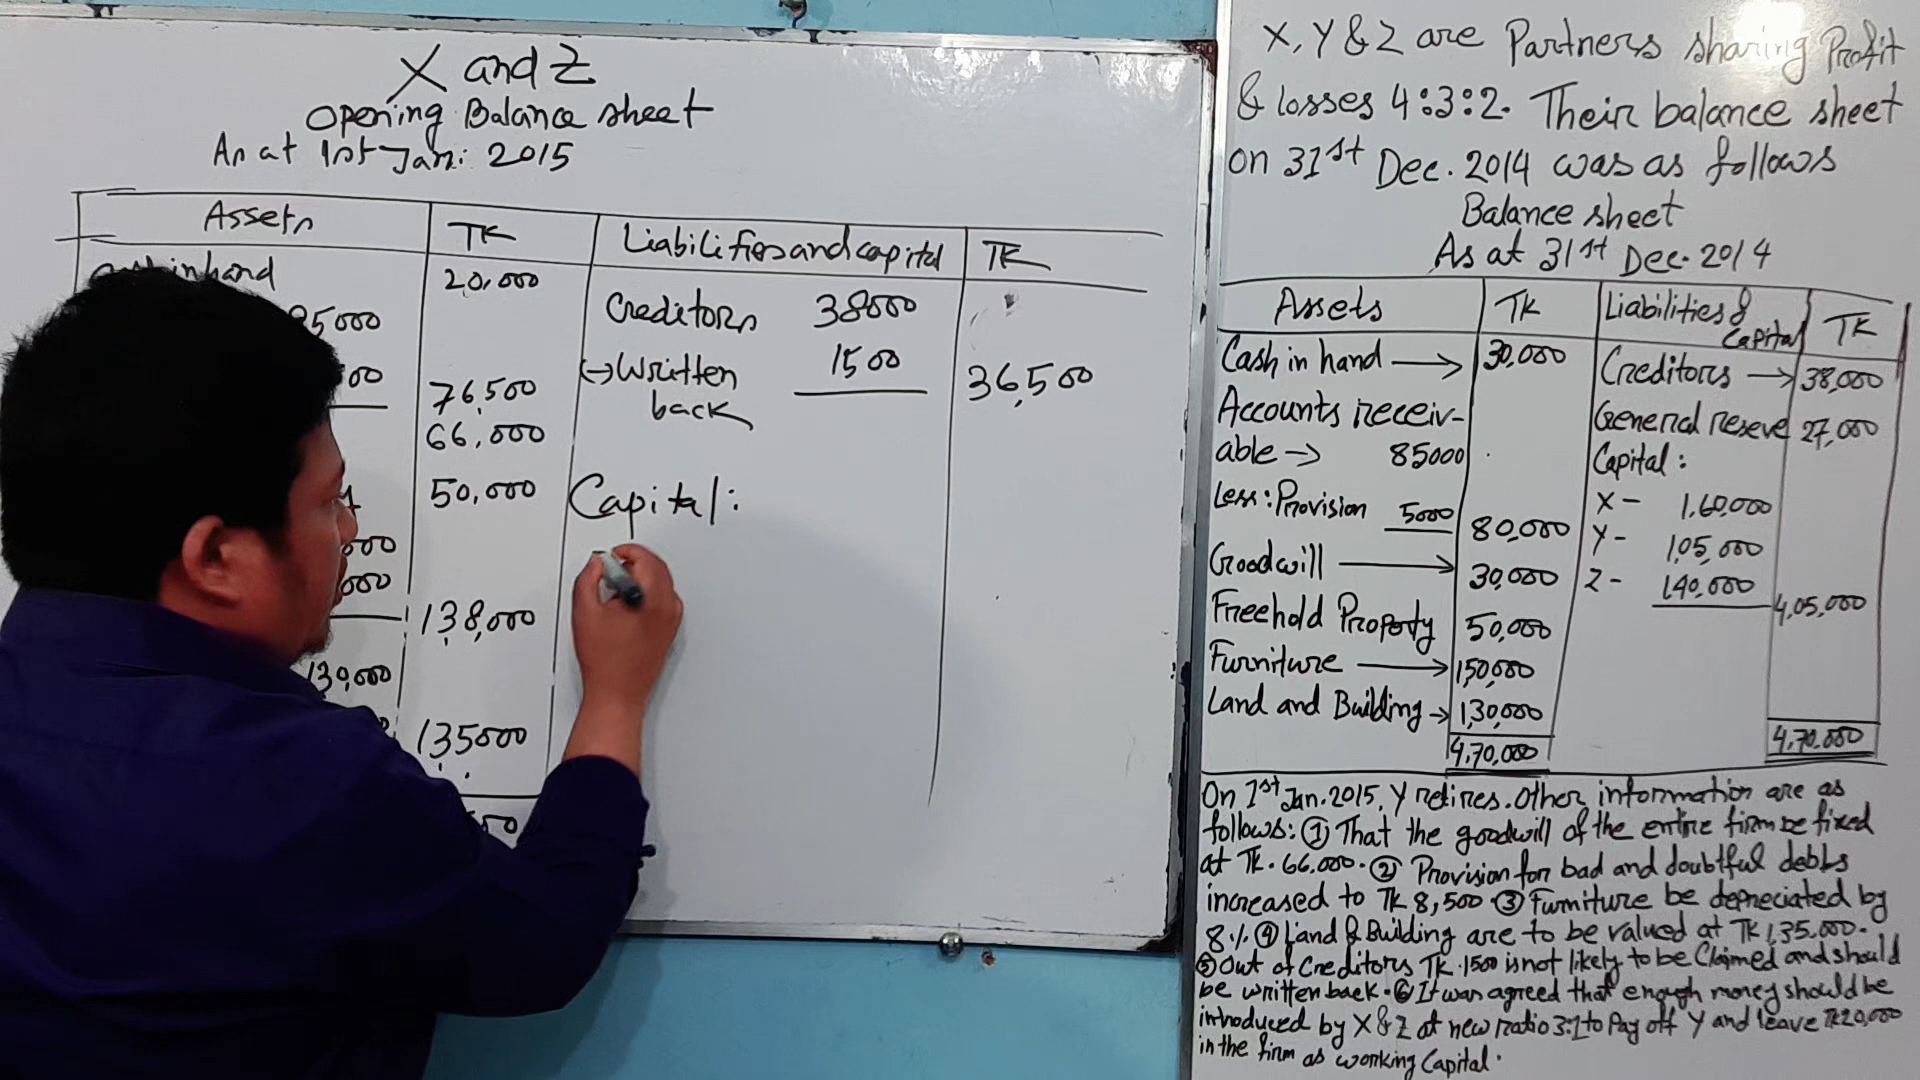 X and Z
Opening Balance sheet
As at 1st Jan: 2015
Assets TK Liabilities and capital TK
in hand 20,000 Creditors 38000
85000
(-) Written 1500 36,500
back
00 76,500
66,000
50,000 Capital:
000
000 138,000
130,000
135000
X, Y & Z are Partners sharing Profit
& losses 4:3:2. Their balance sheet
on 31st Dec. 2014 was as follows
Balance sheet
As at 31st Dec. 2014
Assets TK Liabilities & Capital TK
Cash in hand → 30,000 Creditors → 38,000
Accounts receiv- General reseve 27,000
able → 85000 Capital:
Less: Provision 5000 80,000 X - 1,60,000
Goodwill → 30,000 Y - 1,05,000
Freehold Property 50,000 Z - 140,000 4,05,000
Furniture → 150,000
Land and Building → 1,30,000
4,70,000 4,70,000
On 1st Jan. 2015, Y retires. Other information are as
follows: ① That the goodwill of the entire firm be fixed
at TK. 66,000. ② Provision for bad and doubtful debts
increased to TK 8,500 ③ Furniture be depreciated by
8%. ④ Land & Building are to be valued at TK 1,35,000.
⑤ Out of Creditors TK. 1500 is not likely to be Claimed and should
be written back. ⑥ It was agreed that enough money should be
introduced by X & Z at new ratio 3:1 to Pay off Y and leave TK 20,000
in the firm as working Capital.